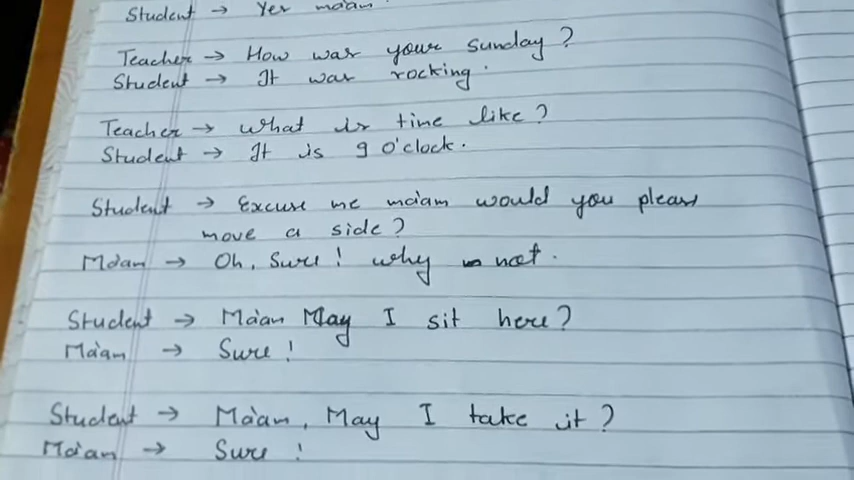 Student → Yes ma'am
Teacher → How was your sunday?
Student → It was rocking.
Teacher → What is time like?
Student → It is 9 o'clock.
Student → Excuse me ma'am would you please
move a side?
Ma'am → Oh, Sure! why not.
Student → Ma'am May I sit here?
Ma'am → Sure!
Student → Ma'am, May I take it?
Ma'am → Sure!